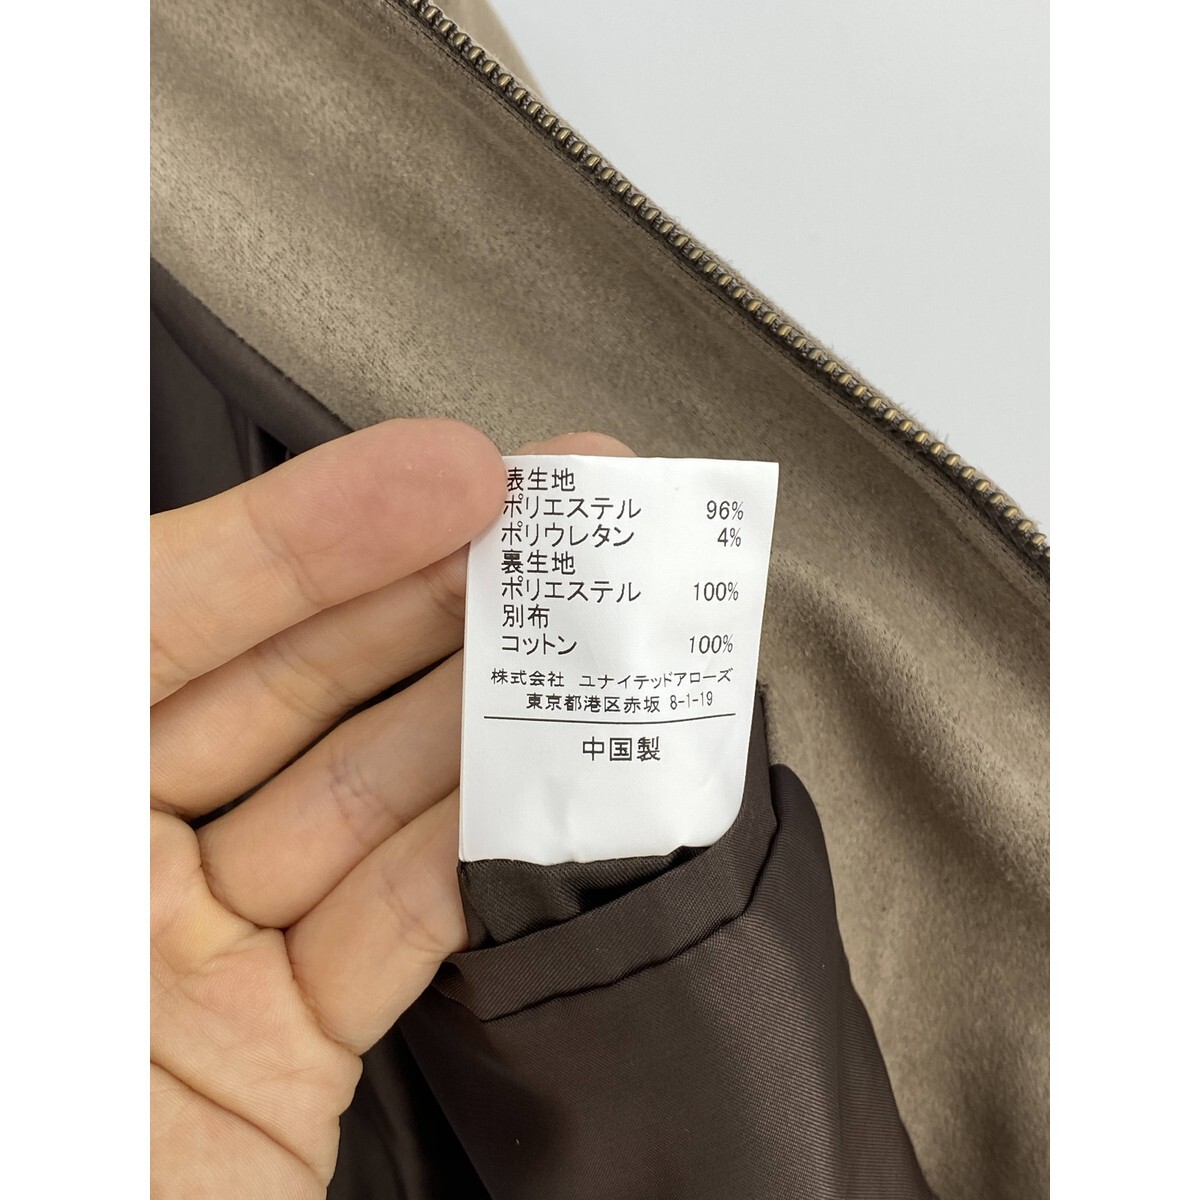 表生地
ポリエステル 96%
ポリウレタン 4%
裏生地
ポリエステル 100%
別布
コットン 100%
株式会社 ユナイテッドアローズ
東京都港区赤坂 8-1-19
中国製